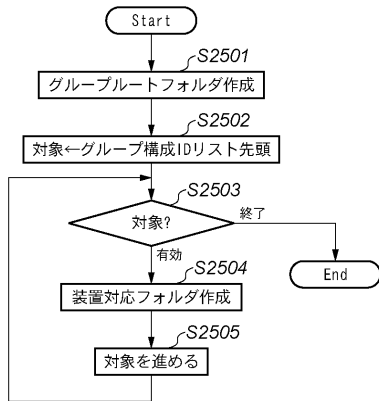 Start
S2501
グループルートフォルダ作成
S2502
対象←グループ構成IDリスト先頭
S2503
対象?
終了
有効
End
S2504
装置対応フォルダ作成
S2505
対象を進める